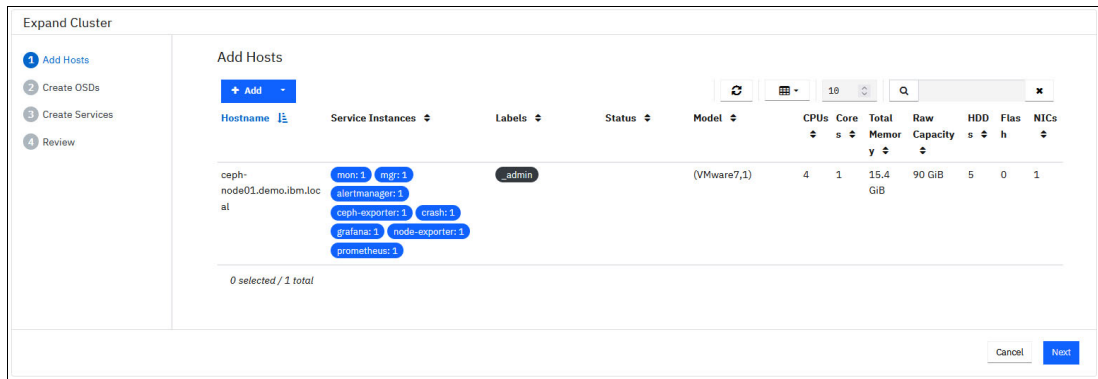 Expand Cluster
1 Add Hosts
2 Create OSDs
3 Create Services
4 Review
Add Hosts
+ Add
10
Hostname
Service Instances
Labels
Status
Model
CPUs
Core
s
Total
Memor
y
Raw
Capacity
HDD
s
Flas
h
NICs
ceph-
node01.demo.ibm.loc
al
mon: 1 mgr: 1
alertmanager: 1
ceph-exporter: 1 crash: 1
grafana: 1 node-exporter: 1
prometheus: 1
_admin
(VMware7,1)
4
1
15.4
GiB
90 GiB
5
0
1
0 selected / 1 total
Cancel
Next